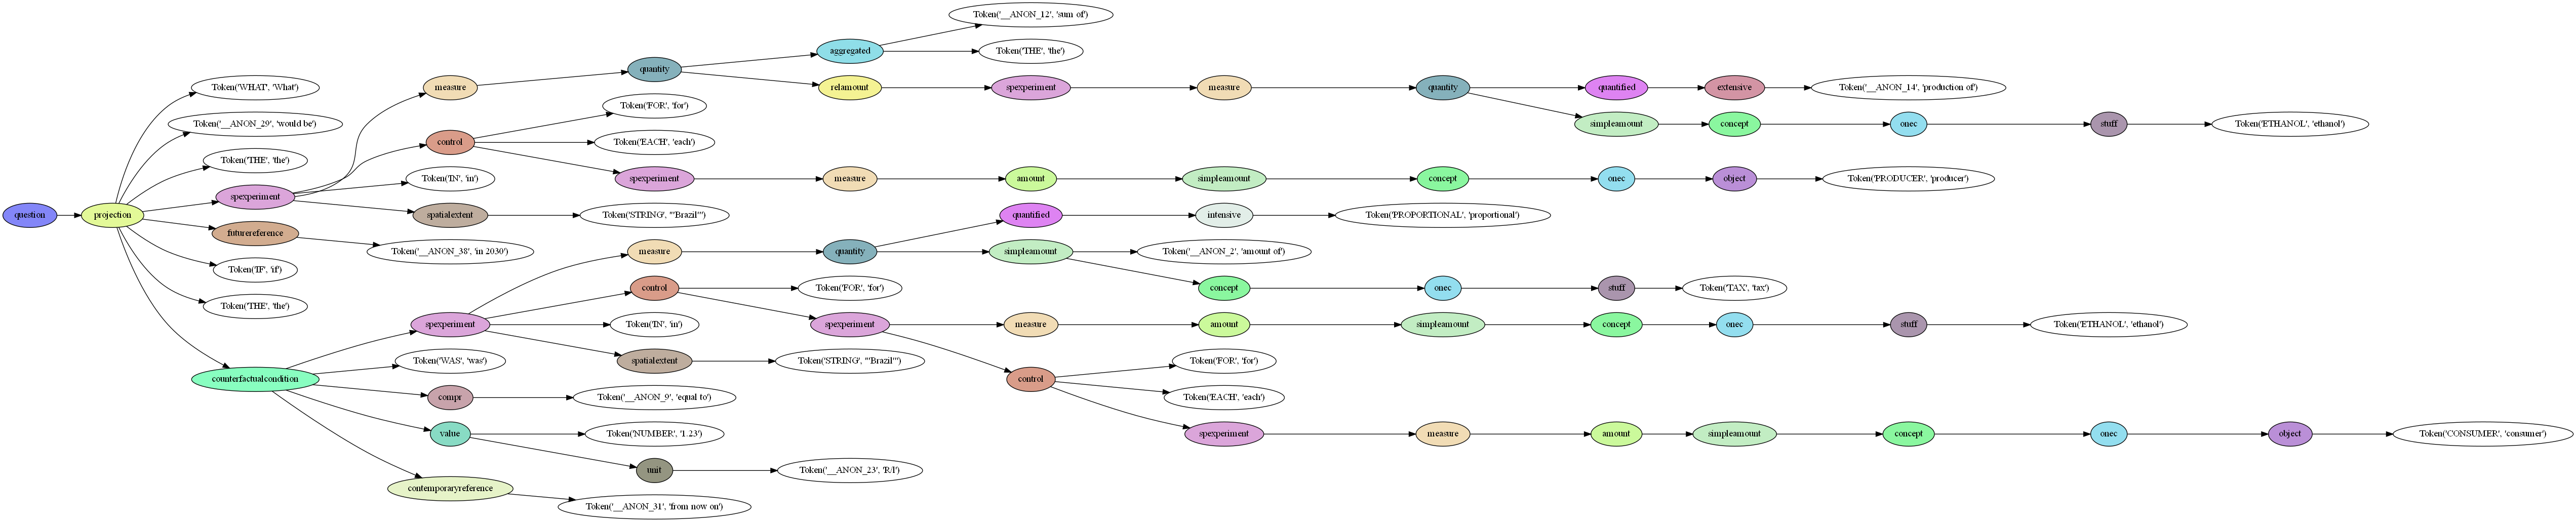 question
projection
Token('WHAT', 'What')
Token('__ANON_29', 'would be')
Token('THE', 'the')
spexperiment
measure
quantity
aggregated
Token('__ANON_12', 'sum of')
Token('THE', 'the')
relamount
spexperiment
measure
quantity
quantified
extensive
Token('__ANON_14', 'production of')
simpleamount
concept
onec
stuff
Token('ETHANOL', 'ethanol')
control
Token('FOR', 'for')
Token('EACH', 'each')
spexperiment
measure
amount
simpleamount
concept
onec
object
Token('PRODUCER', 'producer')
Token('IN', 'in')
spatialextent
Token('STRING', '"Brazil"')
futurereference
Token('__ANON_38', 'in 2030')
Token('IF', 'if')
Token('THE', 'the')
counterfactualcondition
spexperiment
measure
quantity
quantified
intensive
Token('PROPORTIONAL', 'proportional')
simpleamount
Token('__ANON_2', 'amount of')
concept
onec
stuff
Token('TAX', 'tax')
control
Token('FOR', 'for')
spexperiment
measure
amount
simpleamount
concept
onec
stuff
Token('ETHANOL', 'ethanol')
control
Token('FOR', 'for')
Token('EACH', 'each')
spexperiment
measure
amount
simpleamount
concept
onec
object
Token('CONSUMER', 'consumer')
Token('IN', 'in')
spatialextent
Token('STRING', '"Brazil"')
Token('WAS', 'was')
compr
Token('__ANON_9', 'equal to')
value
Token('NUMBER', '1.23')
unit
Token('__ANON_23', 'R/l')
contemporaryreference
Token('__ANON_31', 'from now on')